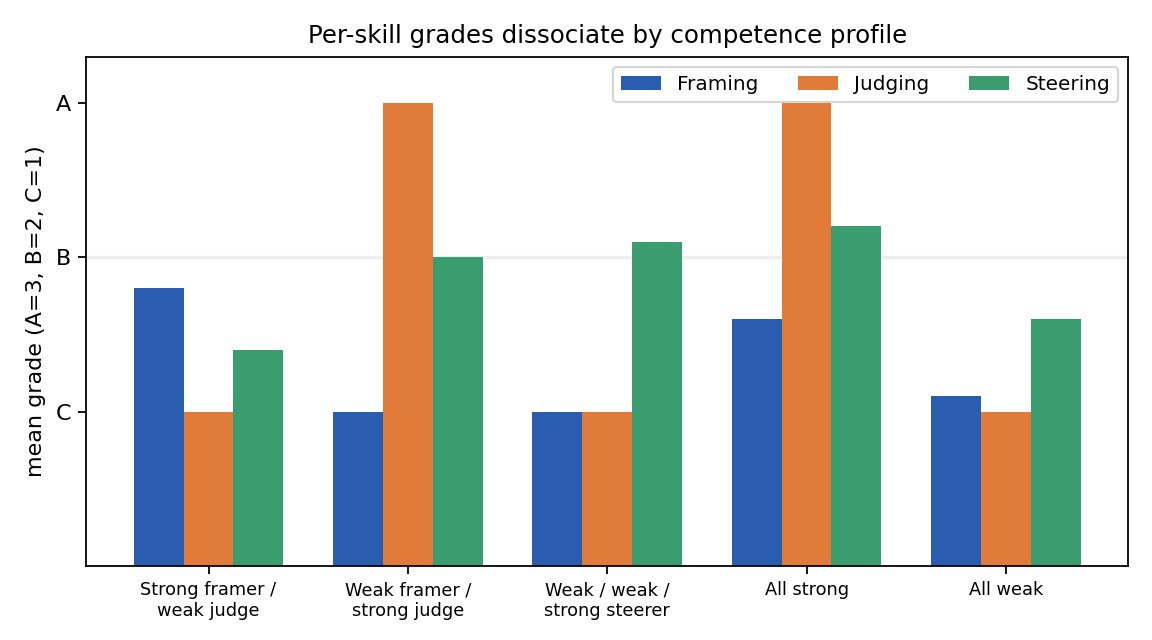 Per-skill grades dissociate by competence profile
Framing
Judging
Steering
mean grade (A=3, B=2, C=1)
A
B
C
Strong framer /
weak judge
Weak framer /
strong judge
Weak / weak /
strong steerer
All strong
All weak